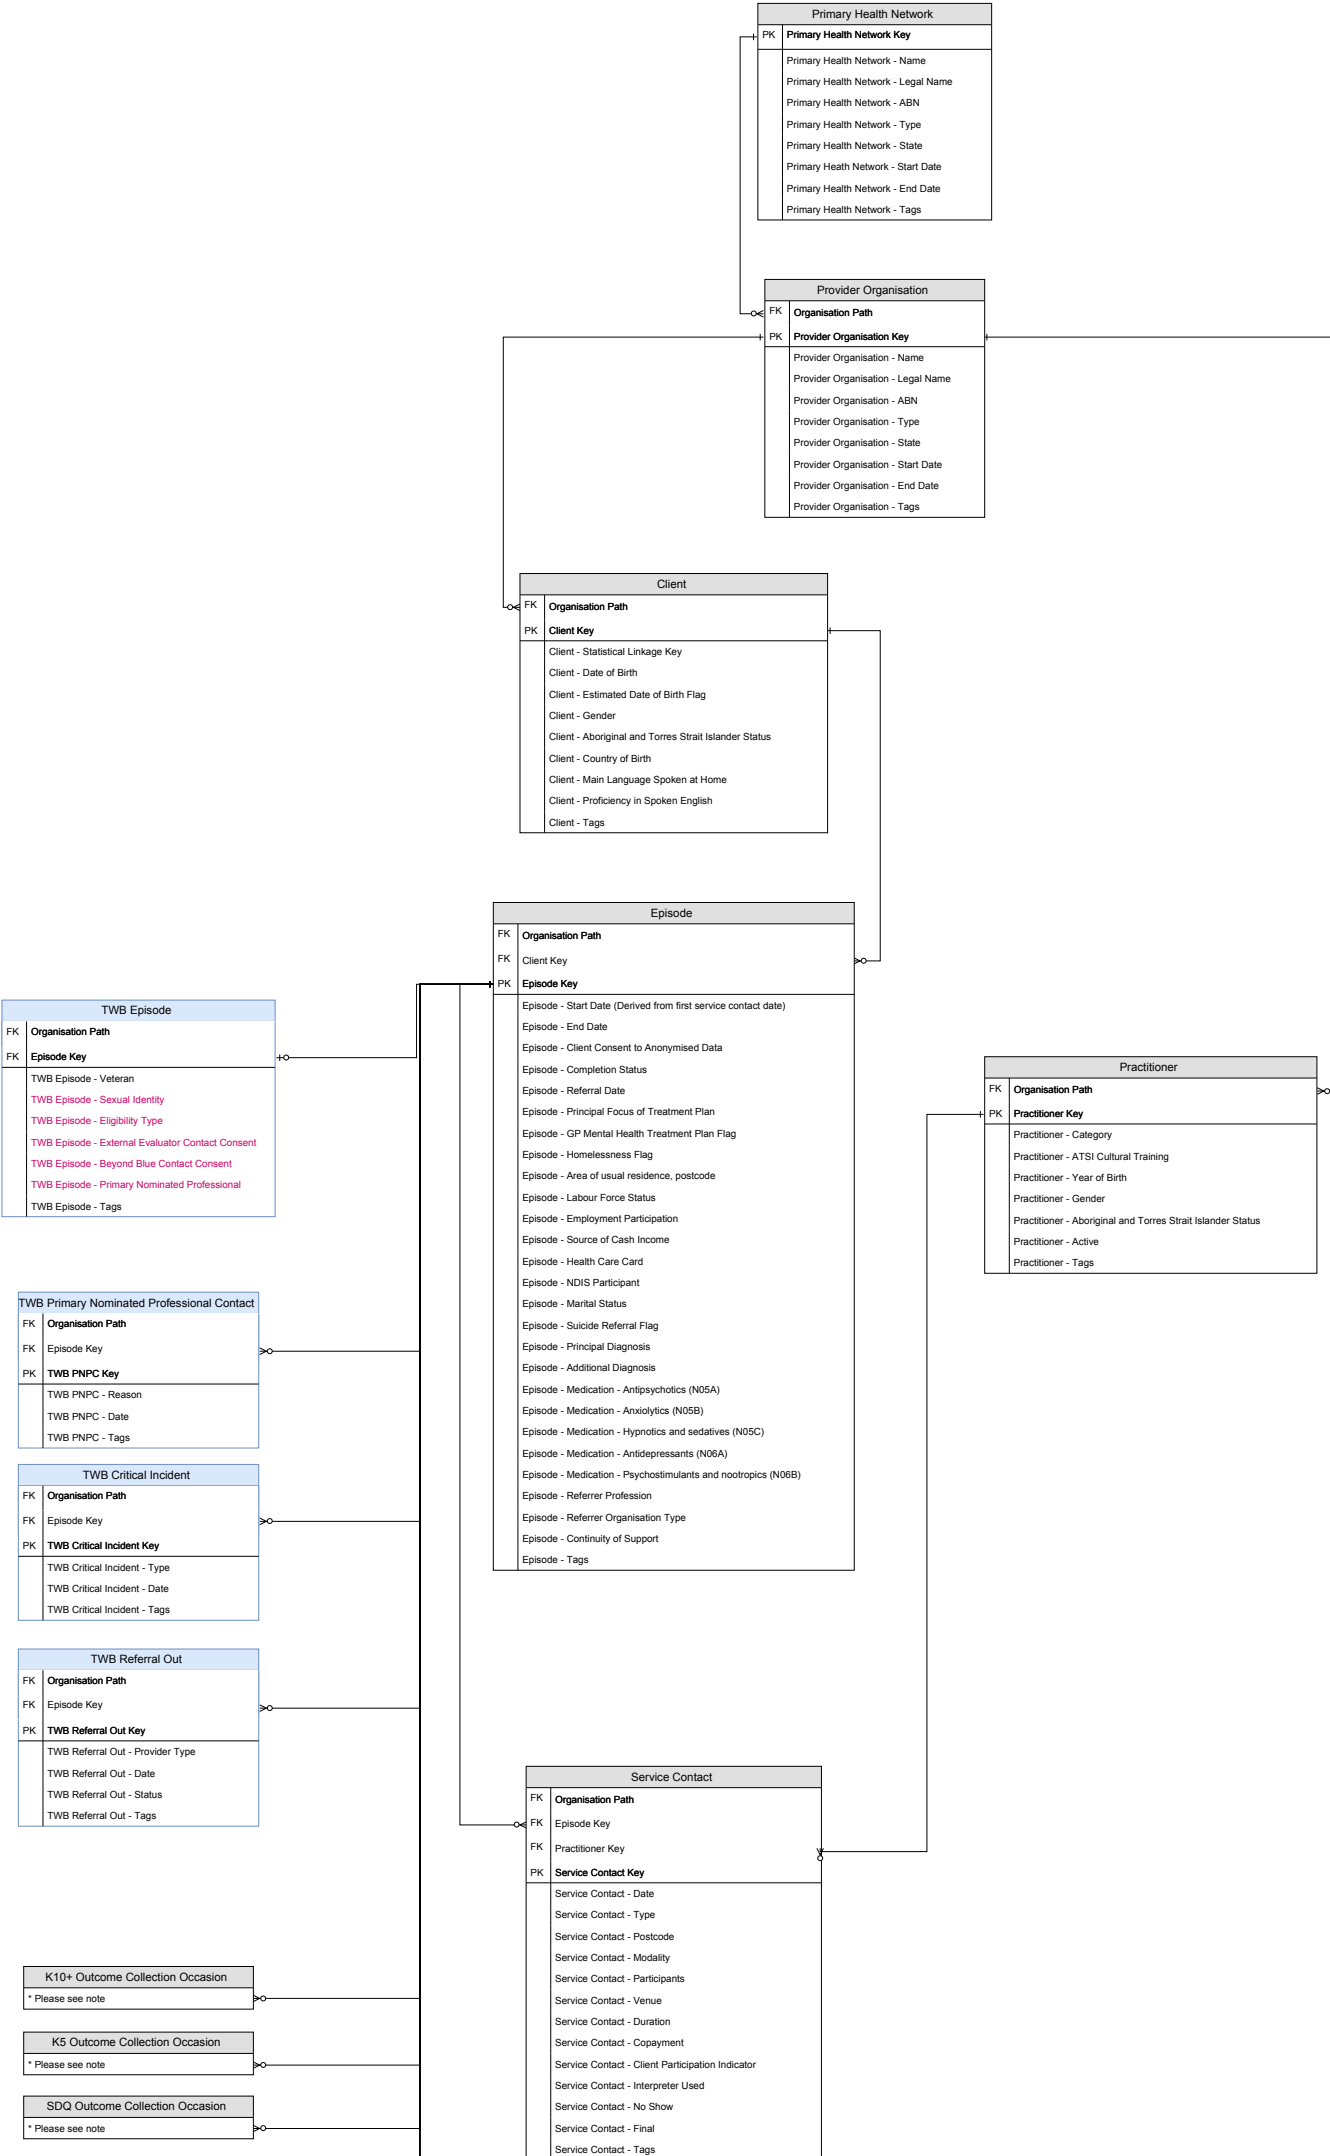 Primary Health Network
PK Primary Health Network Key
Primary Health Network - Name
Primary Health Network - Legal Name
Primary Health Network - ABN
Primary Health Network - Type
Primary Health Network - State
Primary Heath Network - Start Date
Primary Health Network - End Date
Primary Health Network - Tags
Provider Organisation
FK Organisation Path
PK Provider Organisation Key
Provider Organisation - Name
Provider Organisation - Legal Name
Provider Organisation - ABN
Provider Organisation - Type
Provider Organisation - State
Provider Organisation - Start Date
Provider Organisation - End Date
Provider Organisation - Tags
Client
FK Organisation Path
PK Client Key
Client - Statistical Linkage Key
Client - Date of Birth
Client - Estimated Date of Birth Flag
Client - Gender
Client - Aboriginal and Torres Strait Islander Status
Client - Country of Birth
Client - Main Language Spoken at Home
Client - Proficiency in Spoken English
Client - Tags
Episode
FK Organisation Path
FK Client Key
PK Episode Key
Episode - Start Date (Derived from first service contact date)
Episode - End Date
Episode - Client Consent to Anonymised Data
Episode - Completion Status
Episode - Referral Date
Episode - Principal Focus of Treatment Plan
Episode - GP Mental Health Treatment Plan Flag
Episode - Homelessness Flag
Episode - Area of usual residence, postcode
Episode - Labour Force Status
Episode - Employment Participation
Episode - Source of Cash Income
Episode - Health Care Card
Episode - NDIS Participant
Episode - Marital Status
Episode - Suicide Referral Flag
Episode - Principal Diagnosis
Episode - Additional Diagnosis
Episode - Medication - Antipsychotics (N05A)
Episode - Medication - Anxiolytics (N05B)
Episode - Medication - Hypnotics and sedatives (N05C)
Episode - Medication - Antidepressants (N06A)
Episode - Medication - Psychostimulants and nootropics (N06B)
Episode - Referrer Profession
Episode - Referrer Organisation Type
Episode - Continuity of Support
Episode - Tags
TWB Episode
FK Organisation Path
FK Episode Key
TWB Episode - Veteran
TWB Episode - Sexual Identity
TWB Episode - Eligibility Type
TWB Episode - External Evaluator Contact Consent
TWB Episode - Beyond Blue Contact Consent
TWB Episode - Primary Nominated Professional
TWB Episode - Tags
Practitioner
FK Organisation Path
PK Practitioner Key
Practitioner - Category
Practitioner - ATSI Cultural Training
Practitioner - Year of Birth
Practitioner - Gender
Practitioner - Aboriginal and Torres Strait Islander Status
Practitioner - Active
Practitioner - Tags
TWB Primary Nominated Professional Contact
FK Organisation Path
FK Episode Key
PK TWB PNPC Key
TWB PNPC - Reason
TWB PNPC - Date
TWB PNPC - Tags
TWB Critical Incident
FK Organisation Path
FK Episode Key
PK TWB Critical Incident Key
TWB Critical Incident - Type
TWB Critical Incident - Date
TWB Critical Incident - Tags
TWB Referral Out
FK Organisation Path
FK Episode Key
PK TWB Referral Out Key
TWB Referral Out - Provider Type
TWB Referral Out - Date
TWB Referral Out - Status
TWB Referral Out - Tags
Service Contact
FK Organisation Path
FK Episode Key
FK Practitioner Key
PK Service Contact Key
Service Contact - Date
Service Contact - Type
Service Contact - Postcode
Service Contact - Modality
Service Contact - Participants
Service Contact - Venue
Service Contact - Duration
Service Contact - Copayment
Service Contact - Client Participation Indicator
Service Contact - Interpreter Used
Service Contact - No Show
Service Contact - Final
Service Contact - Tags
K10+ Outcome Collection Occasion
* Please see note
K5 Outcome Collection Occasion
* Please see note
SDQ Outcome Collection Occasion
* Please see note